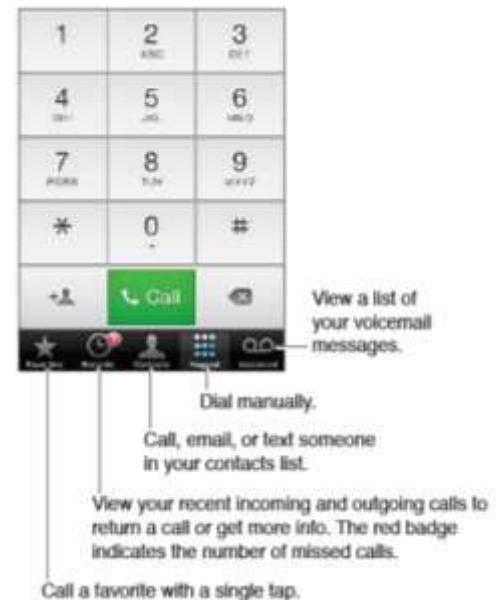 1 2 3
ABC
4 5 6
7 8 9
TUV
* 0 #
Call
View a list of
your voicemail
messages.
Dial manually.
Call, email, or text someone
in your contacts list.
View your recent incoming and outgoing calls to
return a call or get more info. The red badge
indicates the number of missed calls.
Call a favorite with a single tap.